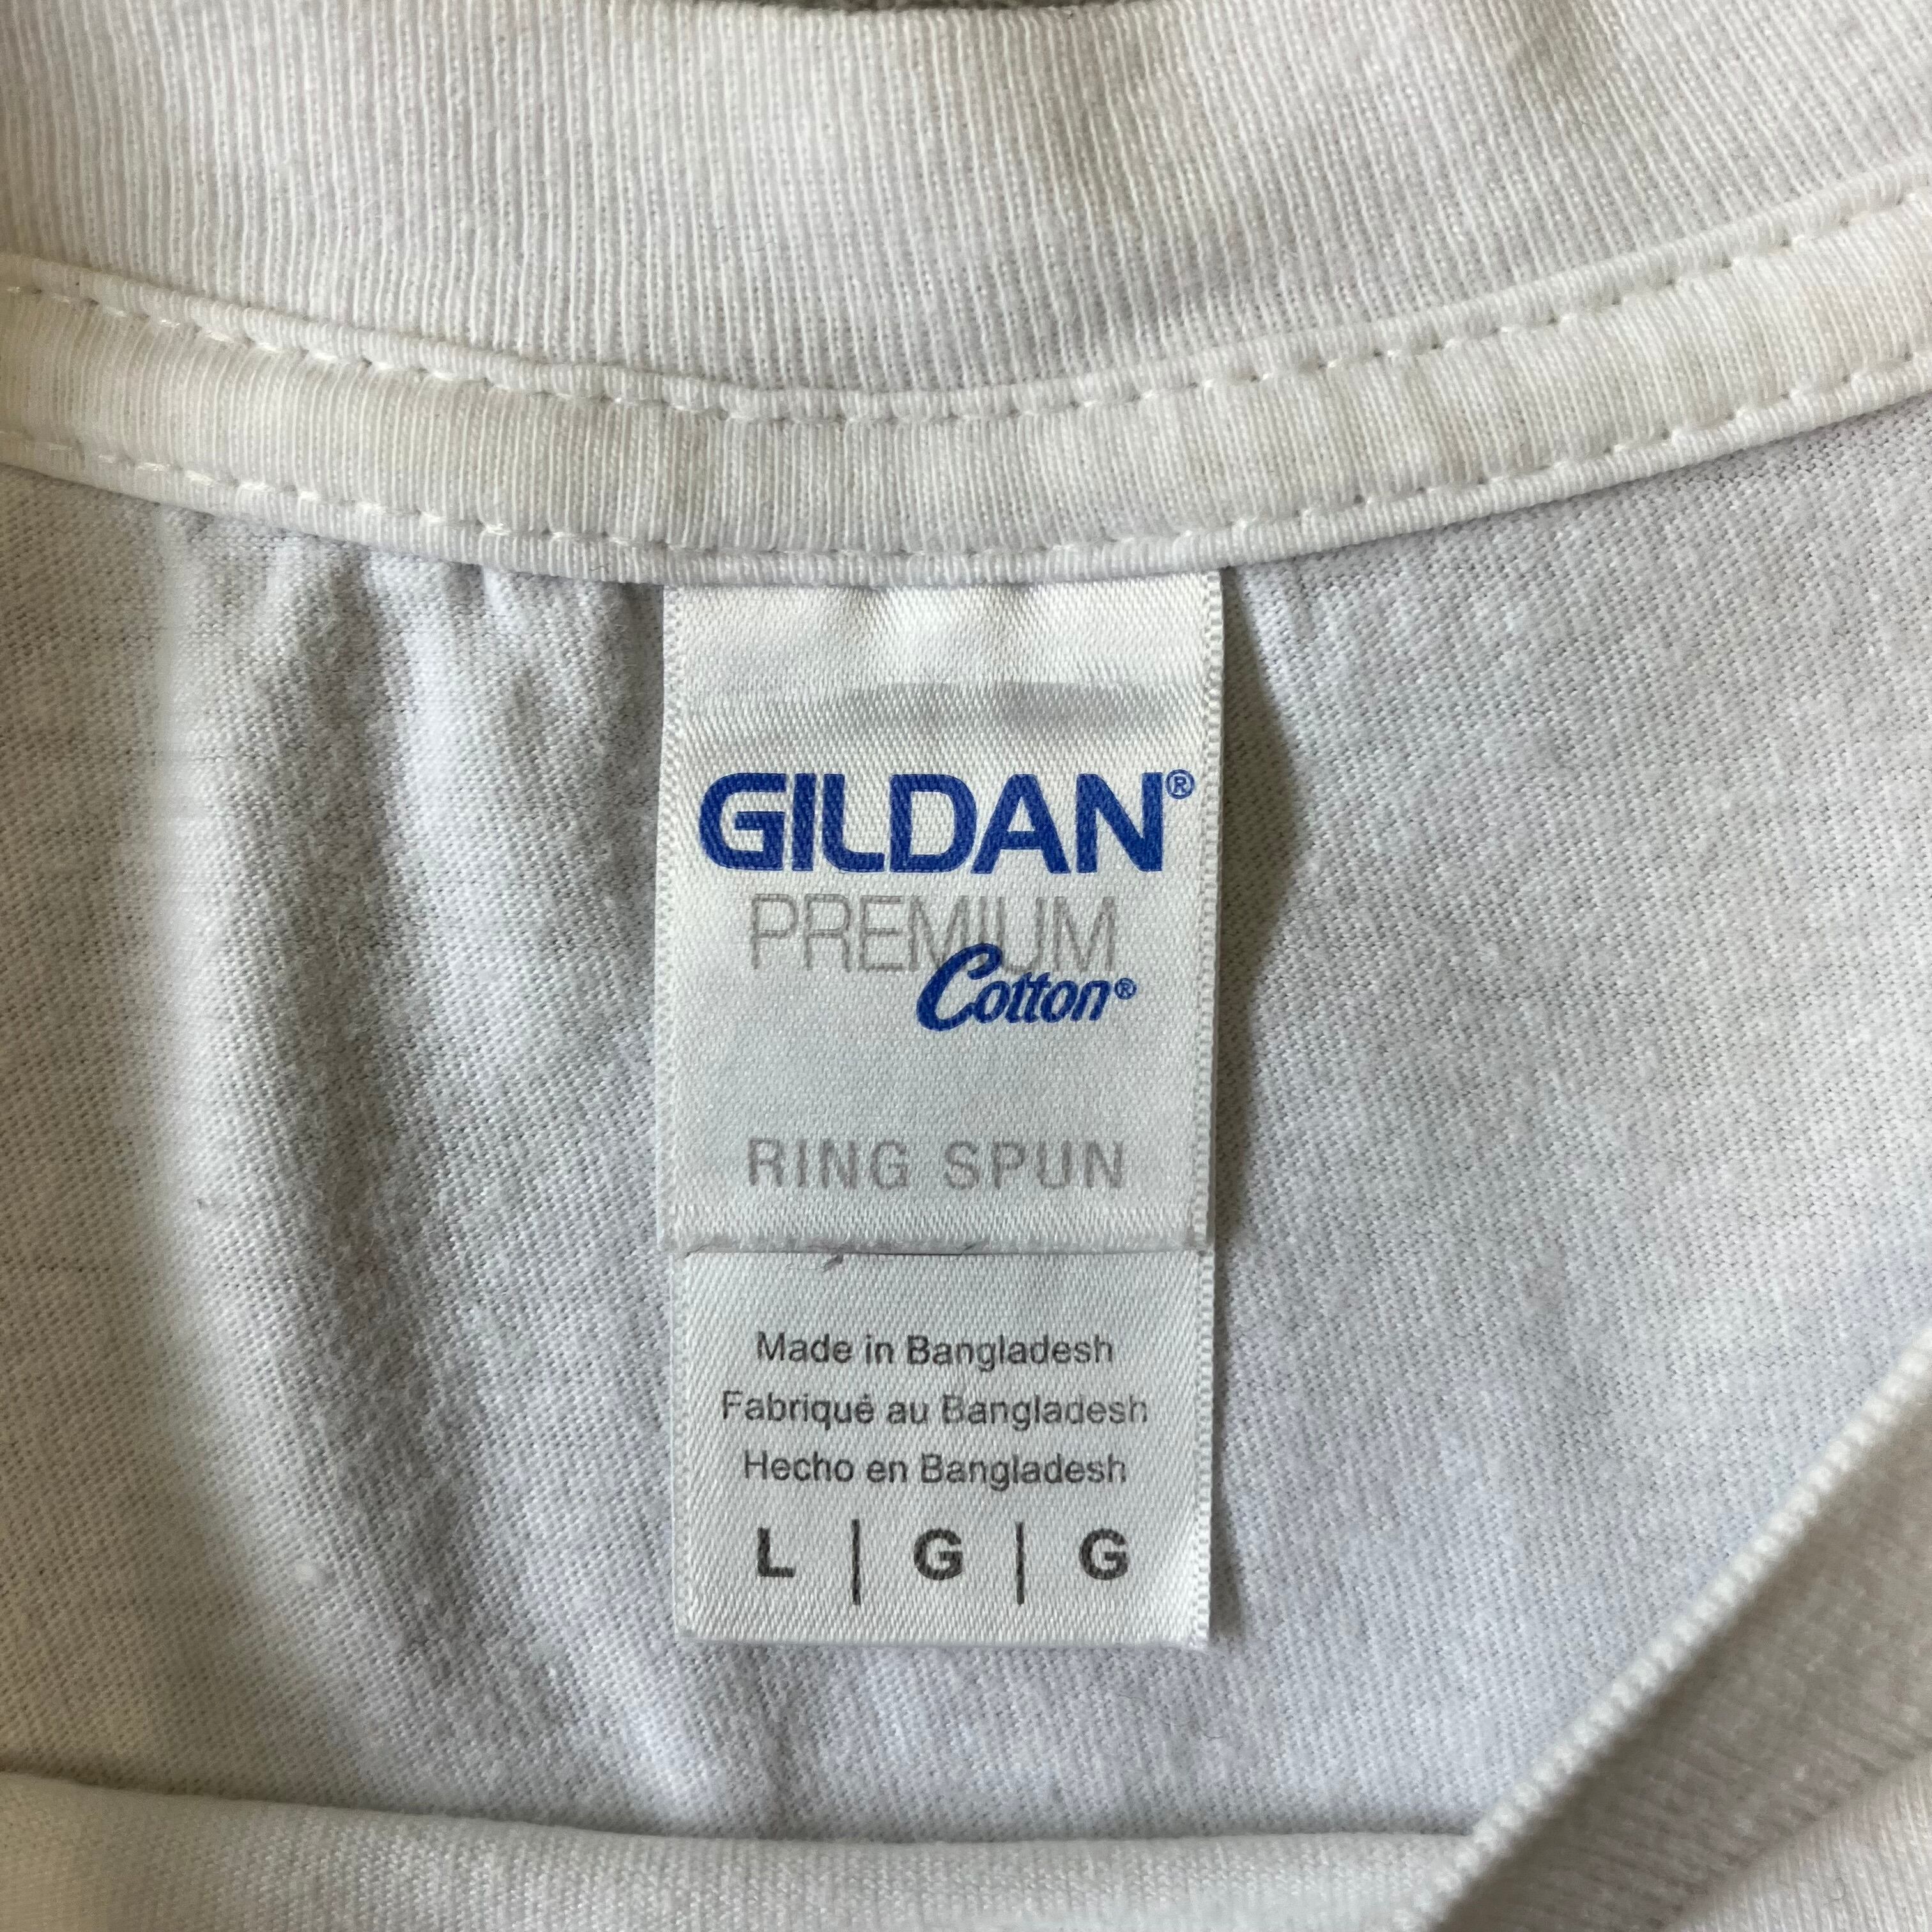 GILDAN®
PREMIUM
Cotton®
RING SPUN
Made in Bangladesh
Fabriqué au Bangladesh
Hecho en Bangladesh
L | G | G